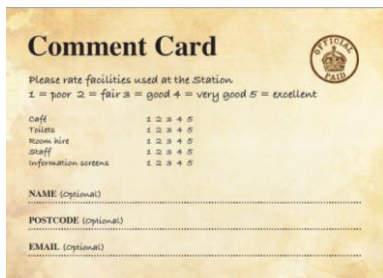 Comment Card
OFFICIAL
PAID
Please rate facilities used at the Station
1 = poor 2 = fair 3 = good 4 = very good 5 = excellent
Café 1 2 3 4 5
Toilets 1 2 3 4 5
Room hire 1 2 3 4 5
Staff 1 2 3 4 5
Information screens 1 2 3 4 5
NAME (Optional)
POSTCODE (Optional)
EMAIL (Optional)